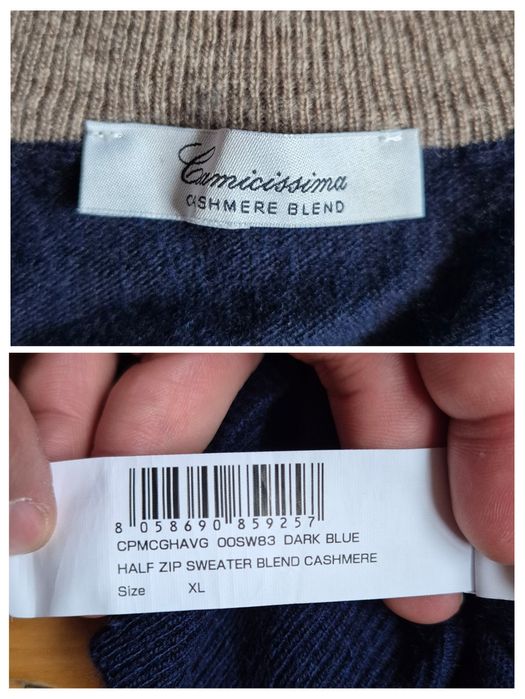 Camicissima
CASHMERE BLEND
8 058690 859257
CPMCGHAVG 00SW83 DARK BLUE
HALF ZIP SWEATER BLEND CASHMERE
Size XL